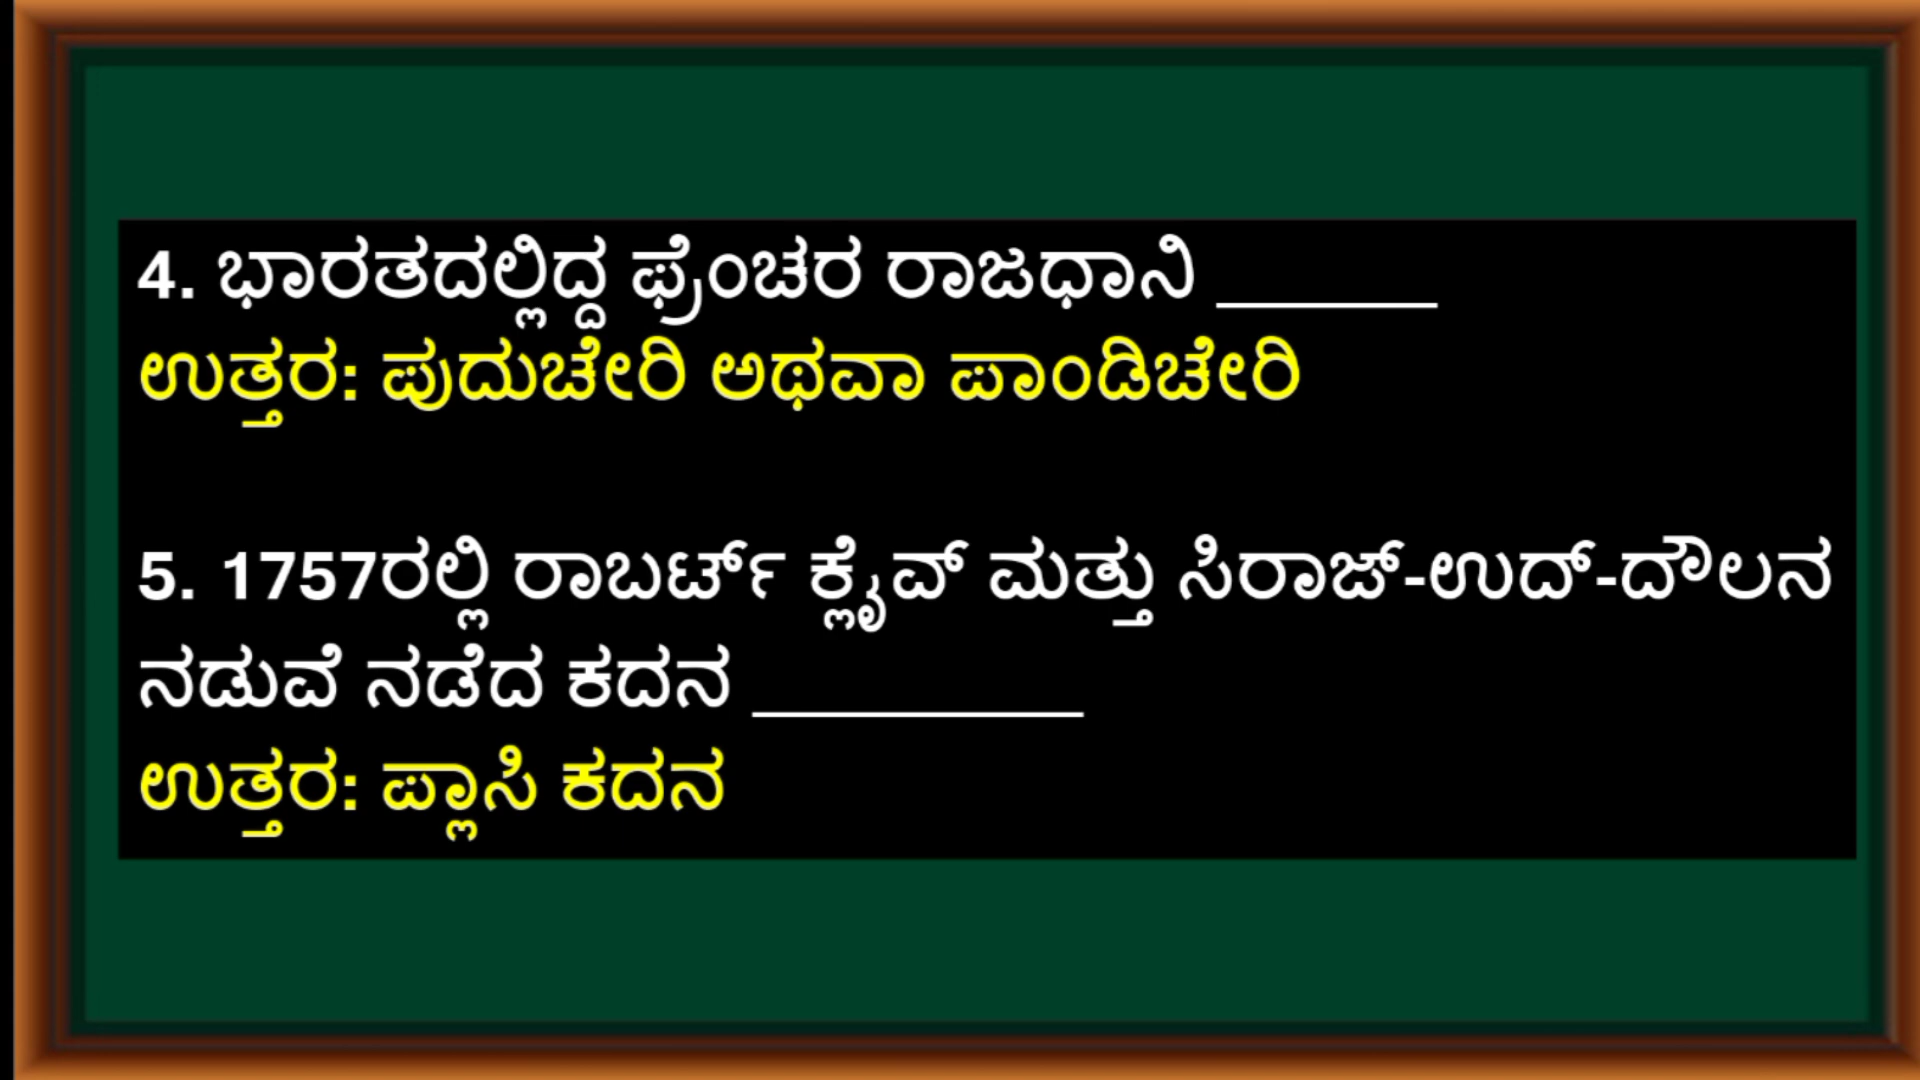 4. ಭಾರತದಲ್ಲಿದ್ದ ಫ್ರೆಂಚರ ರಾಜಧಾನಿ ______
ಉತ್ತರ: ಪುದುಚೇರಿ ಅಥವಾ ಪಾಂಡಿಚೇರಿ
5. 1757ರಲ್ಲಿ ರಾಬರ್ಟ್ ಕ್ಲೈವ್ ಮತ್ತು ಸಿರಾಜ್-ಉದ್-ದೌಲನ
ನಡುವೆ ನಡೆದ ಕದನ _________
ಉತ್ತರ: ಪ್ಲಾಸಿ ಕದನ